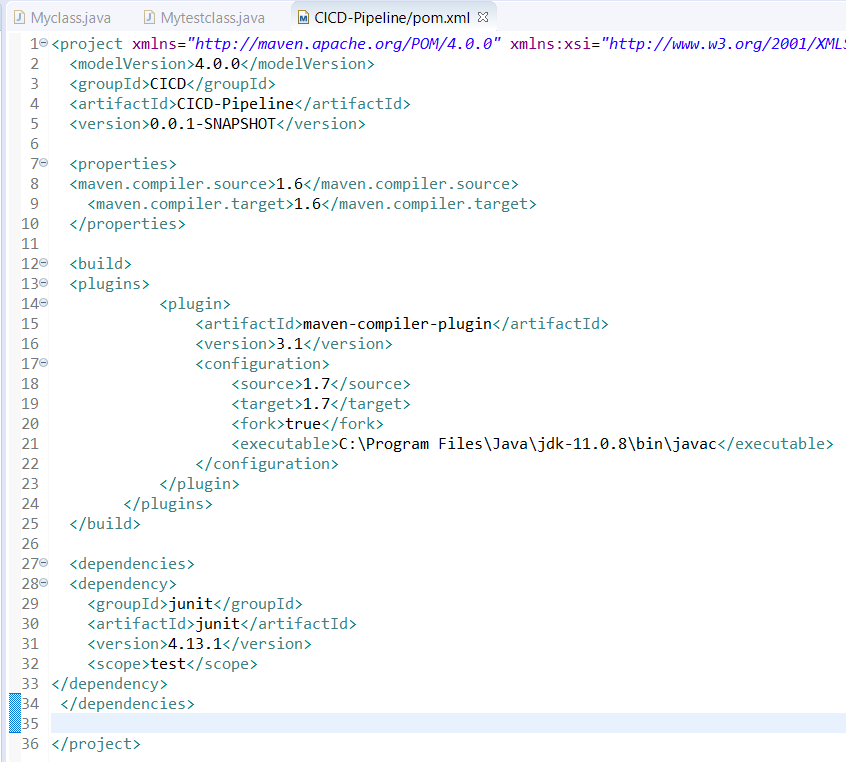 Myclass.java Mytestclass.java CICD-Pipeline/pom.xml
1 <project xmlns="http://maven.apache.org/POM/4.0.0" xmlns:xsi="http://www.w3.org/2001/XMLS
2 <modelVersion>4.0.0</modelVersion>
3 <groupId>CICD</groupId>
4 <artifactId>CICD-Pipeline</artifactId>
5 <version>0.0.1-SNAPSHOT</version>
6
7 <properties>
8 <maven.compiler.source>1.6</maven.compiler.source>
9 <maven.compiler.target>1.6</maven.compiler.target>
10 </properties>
11
12 <build>
13 <plugins>
14 <plugin>
15 <artifactId>maven-compiler-plugin</artifactId>
16 <version>3.1</version>
17 <configuration>
18 <source>1.7</source>
19 <target>1.7</target>
20 <fork>true</fork>
21 <executable>C:\Program Files\Java\jdk-11.0.8\bin\javac</executable>
22 </configuration>
23 </plugin>
24 </plugins>
25 </build>
26
27 <dependencies>
28 <dependency>
29 <groupId>junit</groupId>
30 <artifactId>junit</artifactId>
31 <version>4.13.1</version>
32 <scope>test</scope>
33 </dependency>
34 </dependencies>
35
36 </project>